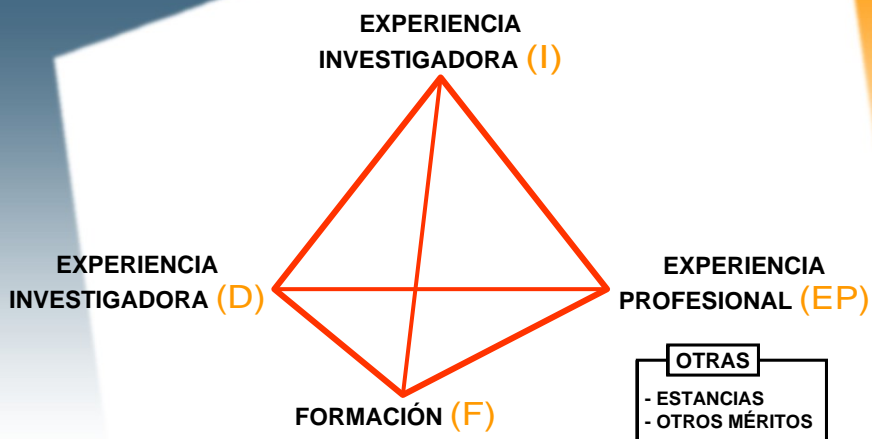 EXPERIENCIA
INVESTIGADORA (I)
EXPERIENCIA
INVESTIGADORA (D)
EXPERIENCIA
PROFESIONAL (EP)
FORMACIÓN (F)
OTRAS
- ESTANCIAS
- OTROS MÉRITOS